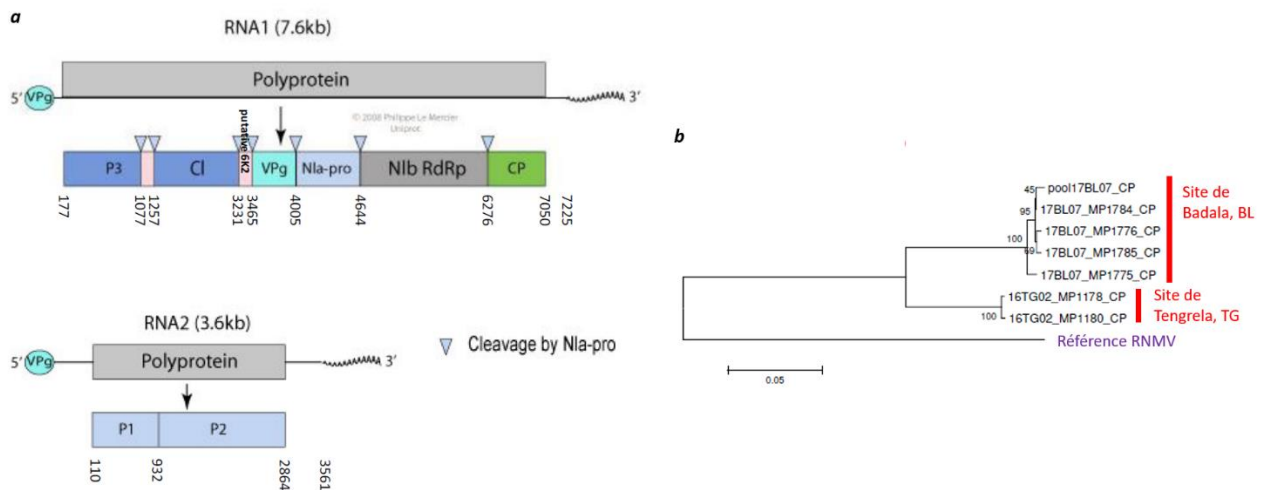 a
RNA1 (7.6kb)
Polyprotein
5' VPg 3'
© 2008 Philippe Le Mercier
Uniprot
putative 6K2
P3 CI VPg NIa-pro NIb RdRp CP
177 1077 1257 3231 3465 4005 4644 6276 7050 7225
RNA2 (3.6kb)
5' VPg Polyprotein 3'
Cleavage by NIa-pro
P1 P2
110 932 2864 3561
b
45 pool17BL07_CP
95 17BL07_MP1784_CP
17BL07_MP1776_CP
100
69 17BL07_MP1785_CP
17BL07_MP1775_CP
Site de
Badala, BL
16TG02_MP1178_CP
100 16TG02_MP1180_CP
Site de
Tengrela, TG
Référence RNMV
0.05